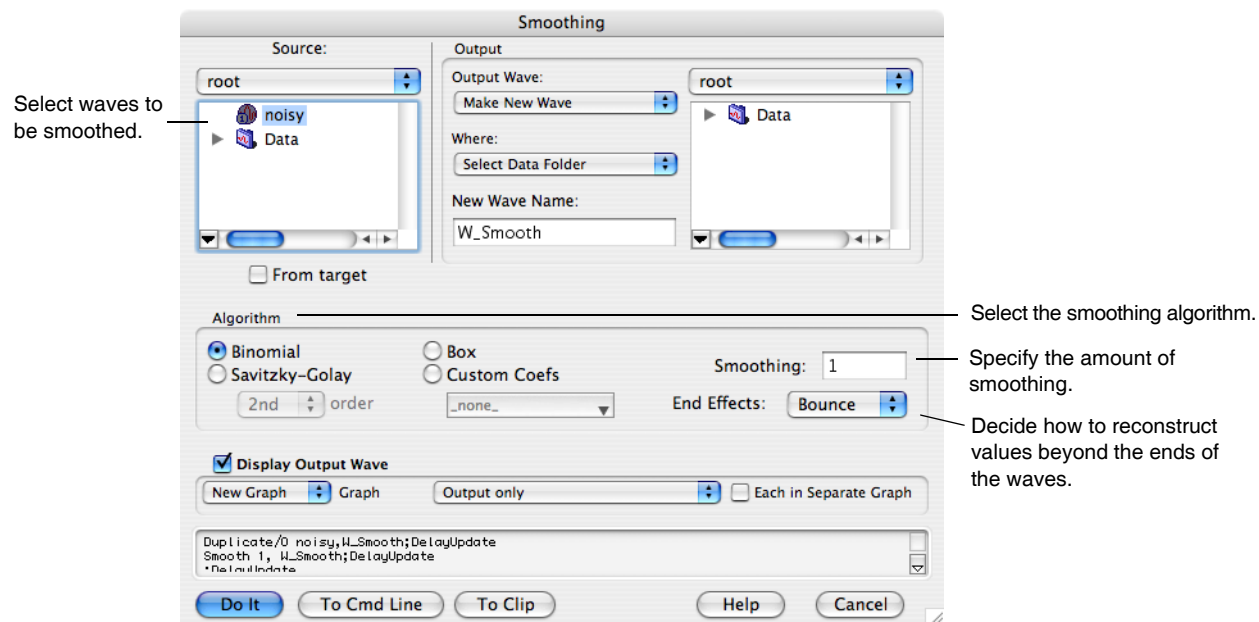 Smoothing
Source:
root
noisy
Data
From target
Select waves to
be smoothed.
Output
Output Wave:
Make New Wave
Where:
Select Data Folder
New Wave Name:
W_Smooth
root
Data
Algorithm
Select the smoothing algorithm.
Binomial
Savitzky-Golay
2nd order
Box
Custom Coefs
_none_
Smoothing: 1
End Effects: Bounce
Specify the amount of
smoothing.
Decide how to reconstruct
values beyond the ends of
the waves.
Display Output Wave
New Graph Graph Output only Each in Separate Graph
Duplicate/O noisy,W_Smooth;DelayUpdate
Smooth 1, W_Smooth;DelayUpdate
Do It To Cmd Line To Clip Help Cancel